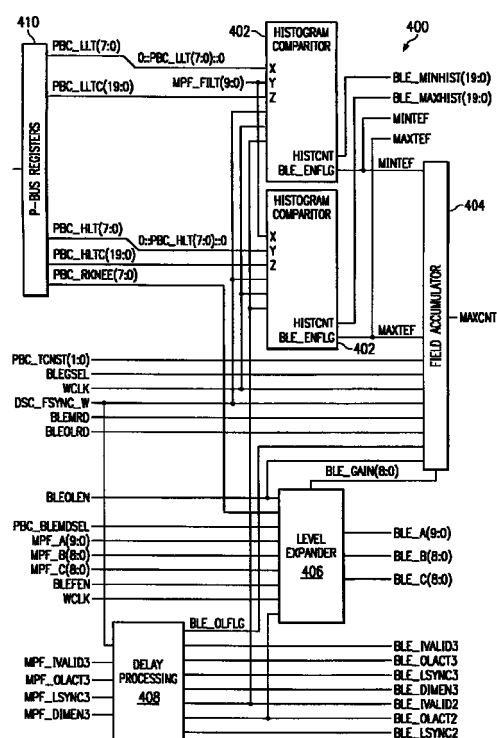 410
PBC_LLT(7:0)
0::PBC_LLT(7:0)::0
MPF_FILT(9:0)
PBC_LLTC(19:0)
402
HISTOGRAM
COMPARITOR
X
Y
Z
HISTCNT
BLE_ENFLG
400
BLE_MINHIST(19:0)
BLE_MAXHIST(19:0)
MINTEF
MAXTEF
MINTEF
404
P-BUS REGISTERS
HISTOGRAM
COMPARITOR
X
Y
Z
HISTCNT
BLE_ENFLG
402
PBC_HLT(7:0)
0::PBC_HLT(7:0)::0
PBC_HLTC(19:0)
PBC_RKNEE(7:0)
MAXTEF
FIELD ACCUMULATOR
MAXCNT
PBC_TCNST(1:0)
BLEGSEL
WCLK
DSC_FSYNC_W
BLEMRD
BLEOLRD
BLE_GAIN(8:0)
BLEOLEN
PBC_BLEMDSEL
MPF_A(9:0)
MPF_B(8:0)
MPF_C(8:0)
BLEFEN
WCLK
LEVEL
EXPANDER
406
BLE_A(9:0)
BLE_B(8:0)
BLE_C(8:0)
BLE_OLFLG
MPF_IVALID3
MPF_OLACT3
MPF_LSYNC3
MPF_DIMEN3
DELAY
PROCESSING
408
BLE_IVALID3
BLE_OLACT3
BLE_LSYNC3
BLE_DIMEN3
BLE_IVALID2
BLE_OLACT2
BLE_LSYNC2